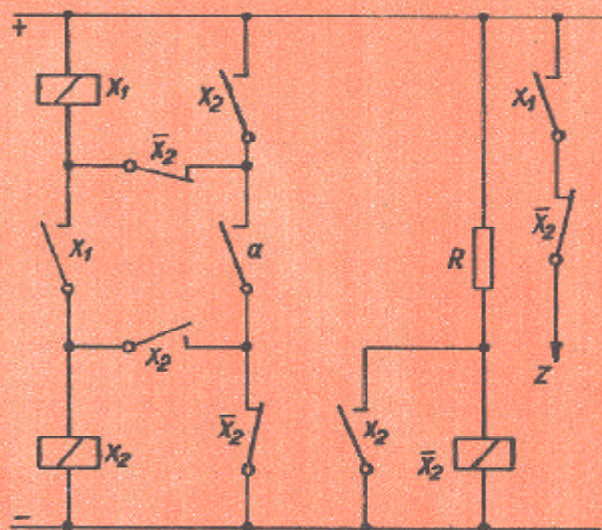 +
X₁
X₂
X₁
X̅₂
X̅₂
X₁
a
R
X₂
Z
X₂
X̅₂
X₂
X̅₂
−